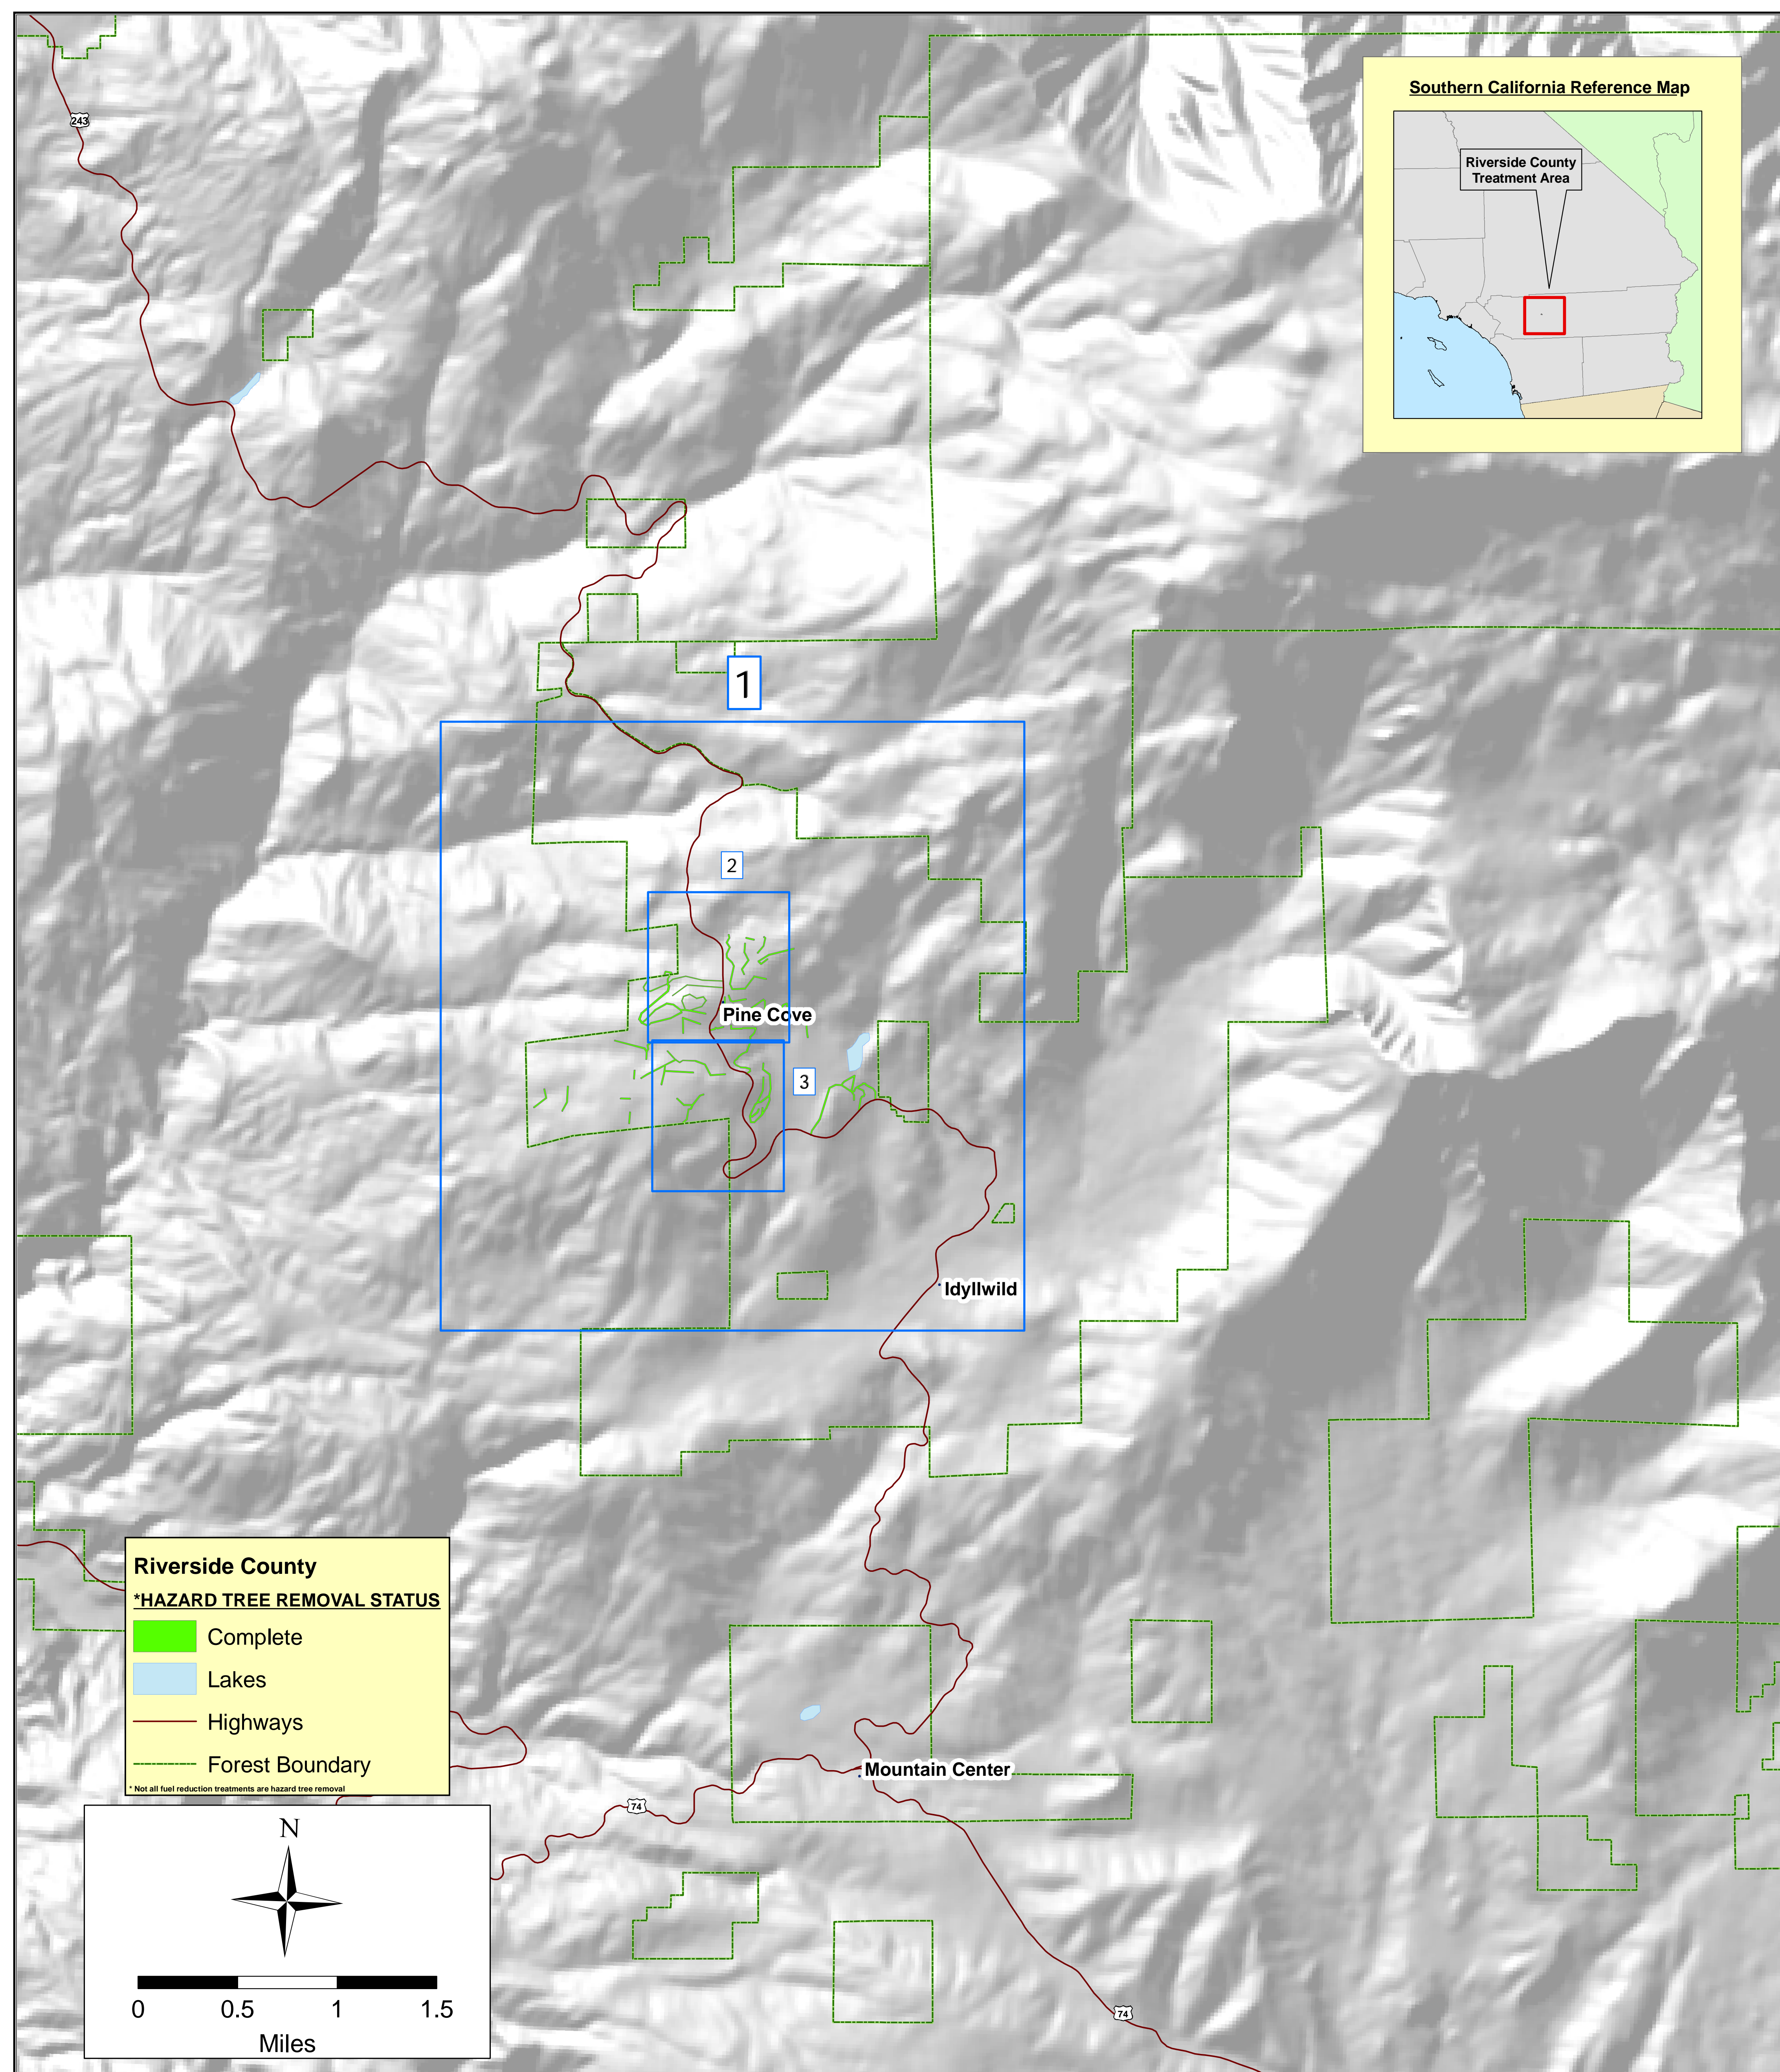 243
Southern California Reference Map
Riverside County
Treatment Area
1
2
Pine Cove
3
Idyllwild
Riverside County
*HAZARD TREE REMOVAL STATUS
Complete
Lakes
Highways
Forest Boundary
* Not all fuel reduction treatments are hazard tree removal
Mountain Center
74
N
0 0.5 1 1.5
Miles
74